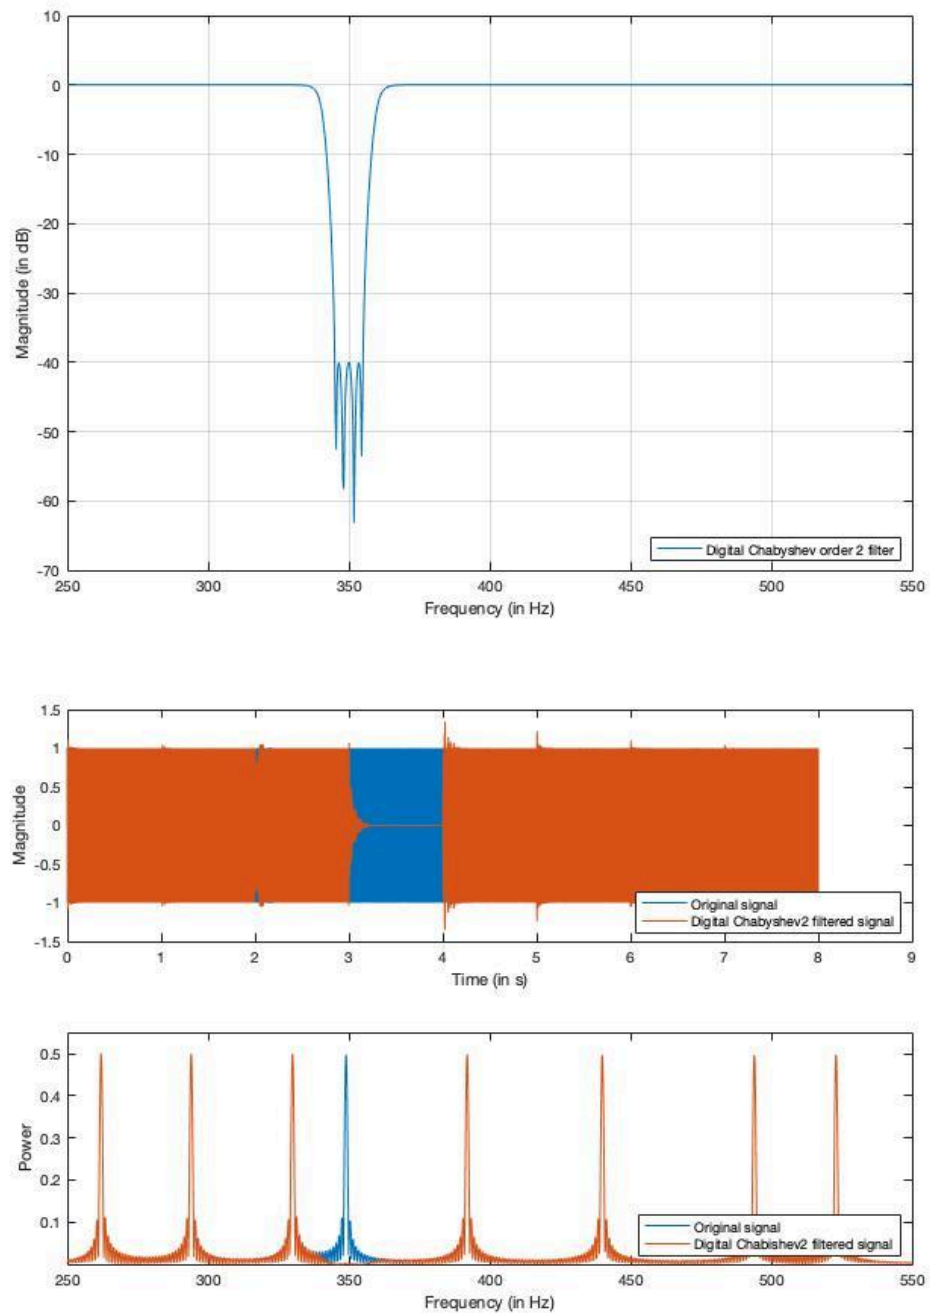 10
0
-10
-20
-30
-40
-50
-60
-70
Magnitude (in dB)
Digital Chabyshev order 2 filter
250 300 350 400 450 500 550
Frequency (in Hz)
1.5
1
0.5
0
-0.5
-1
-1.5
Magnitude
Original signal
Digital Chabyshev2 filtered signal
0 1 2 3 4 5 6 7 8 9
Time (in s)
0.5
0.4
0.3
0.2
0.1
Power
Original signal
Digital Chabishev2 filtered signal
250 300 350 400 450 500 550
Frequency (in Hz)